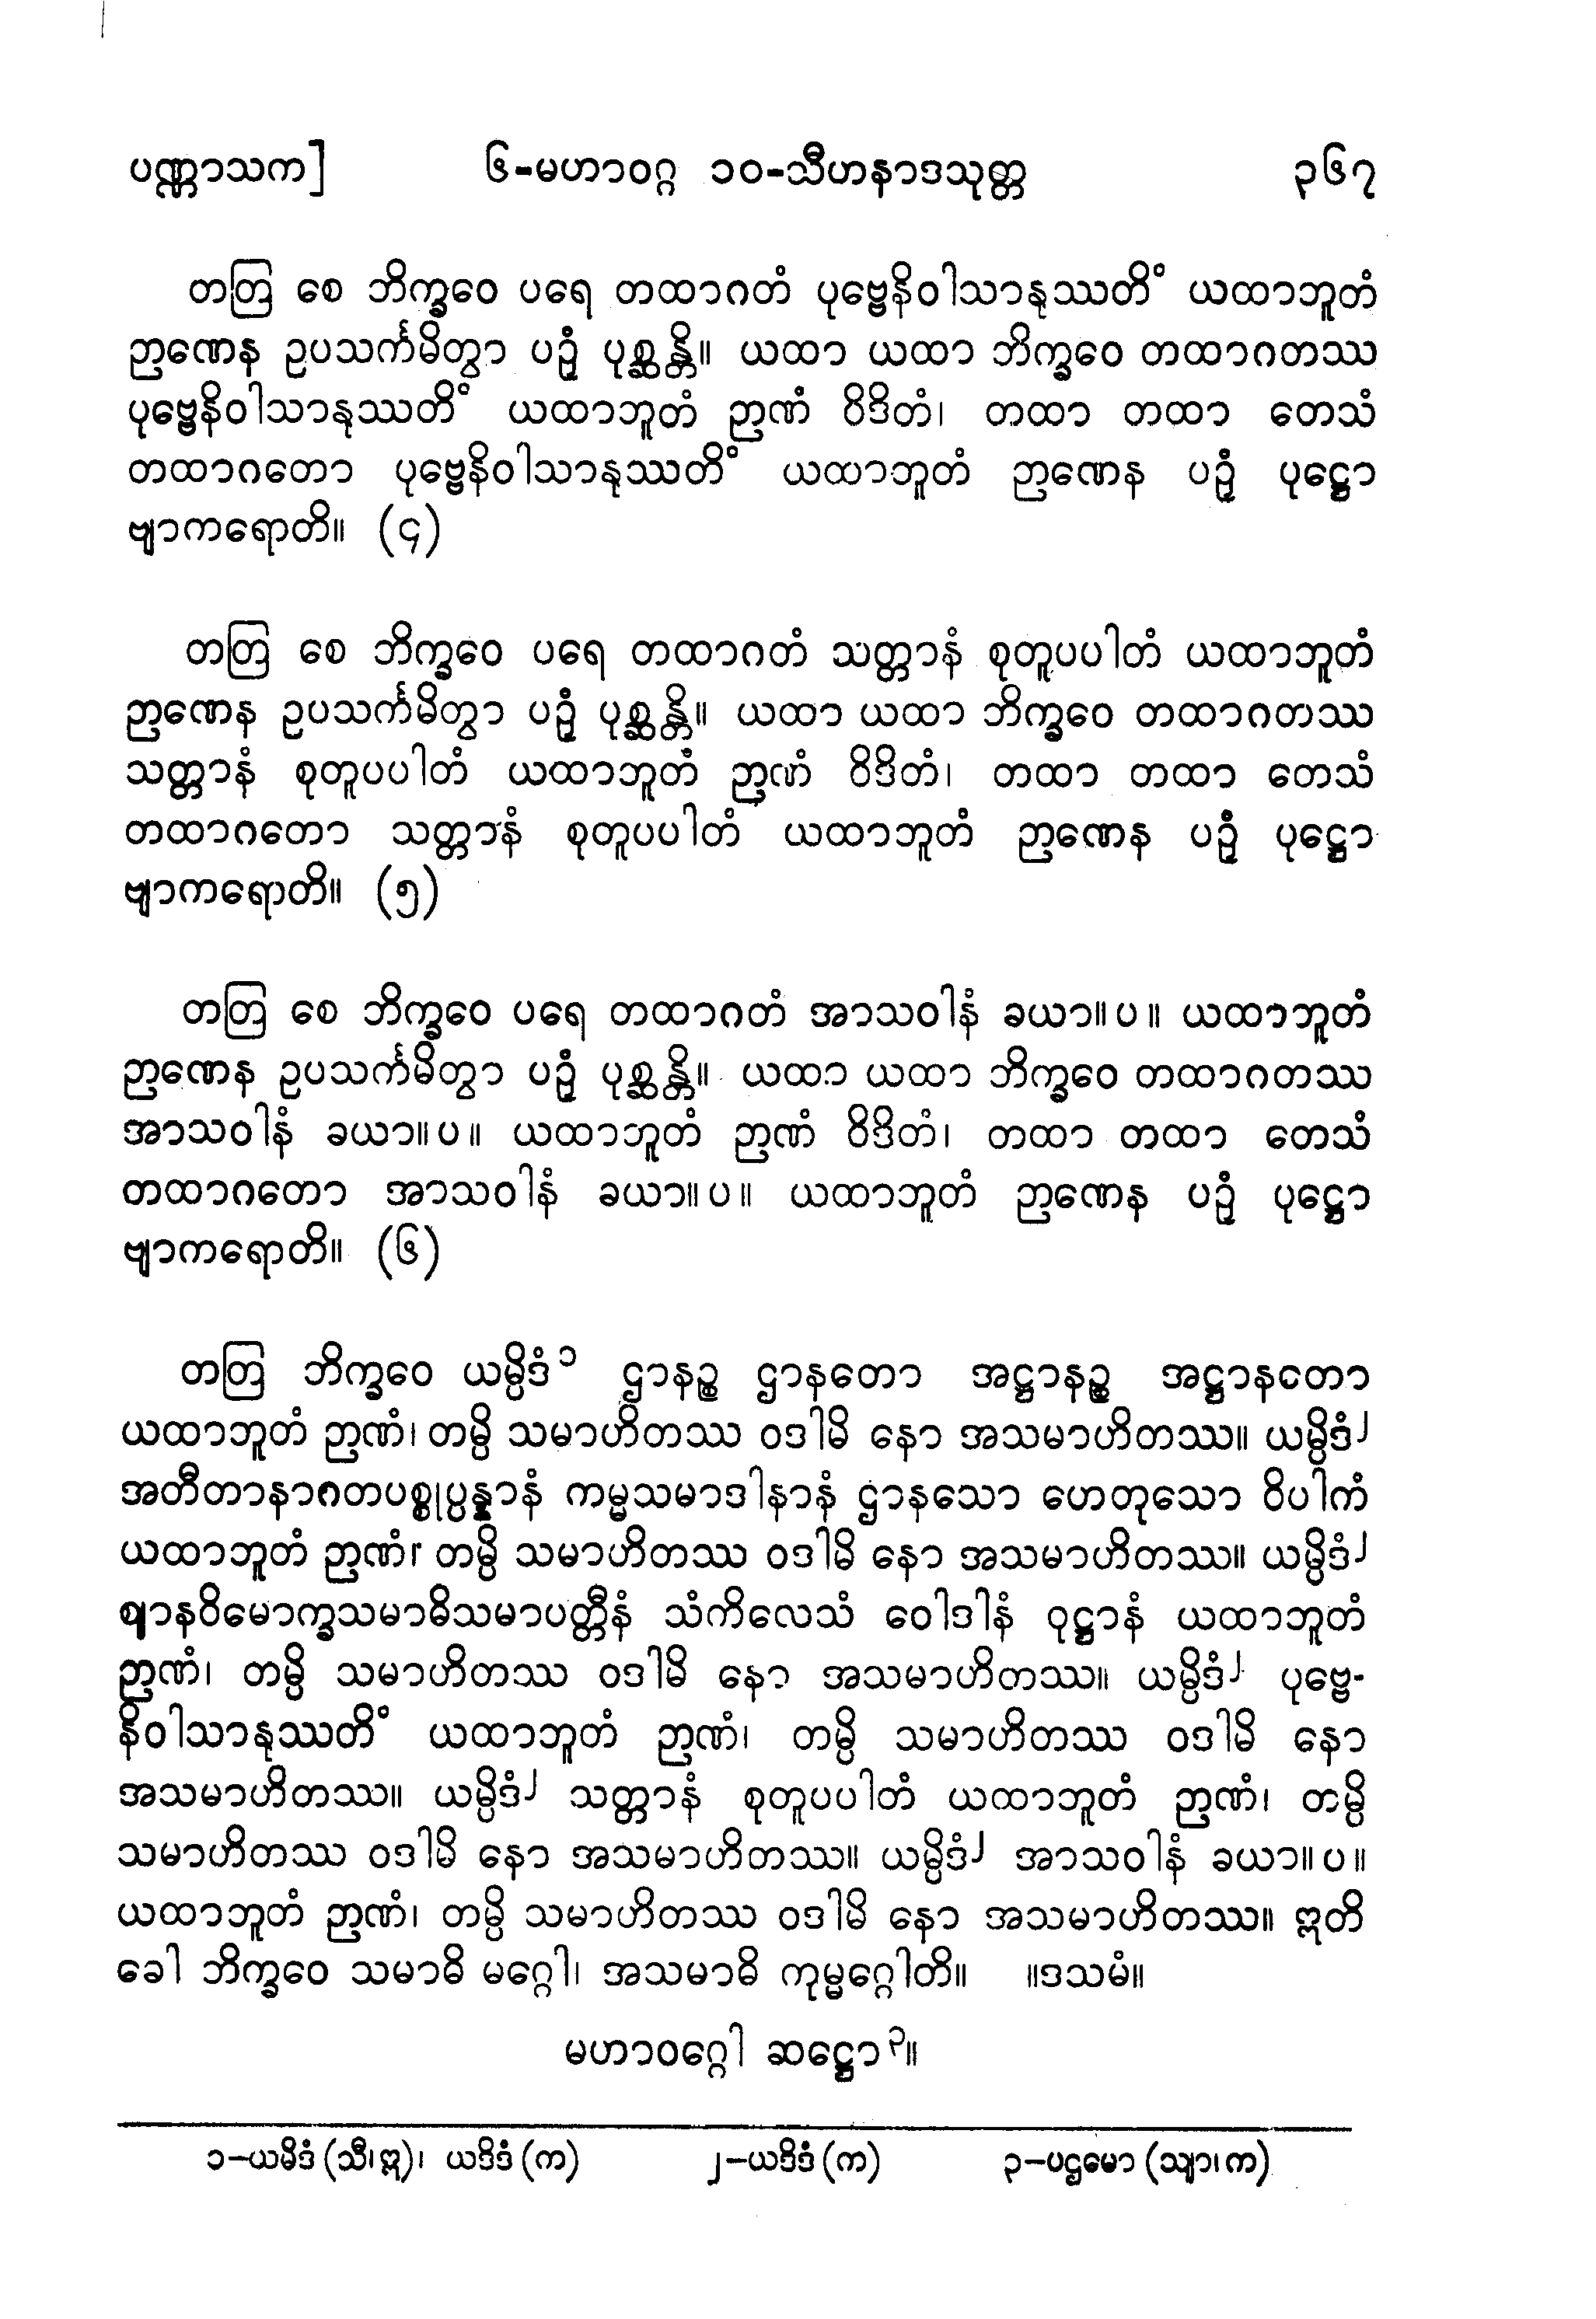 ပဏ္ဏာသက] ၆-မဟာဝဂ္ဂ ၁၀-သီဟနာဒသုတ္တ ၃၆၇
တတြ စေ ဘိက္ခဝေ ပရေ တထာဂတံ ပုဗ္ဗေနိဝါသာနုဿတိံ ယထာဘူတံ
ဉာဏေန ဥပသင်္ကမိတွာ ပဉှံ ပုစ္ဆန္တိ။ ယထာ ယထာ ဘိက္ခဝေ တထာဂတဿ
ပုဗ္ဗေနိဝါသာနုဿတိံ ယထာဘူတံ ဉာဏံ ဝိဒိတံ၊ တထာ တထာ တေသံ
တထာဂတော ပုဗ္ဗေနိဝါသာနုဿတိံ ယထာဘူတံ ဉာဏေန ပဉှံ ပုဋ္ဌော
ဗျာကရောတိ။ (၄)
တတြ စေ ဘိက္ခဝေ ပရေ တထာဂတံ သတ္တာနံ စုတူပပါတံ ယထာဘူတံ
ဉာဏေန ဥပသင်္ကမိတွာ ပဉှံ ပုစ္ဆန္တိ။ ယထာ ယထာ ဘိက္ခဝေ တထာဂတဿ
သတ္တာနံ စုတူပပါတံ ယထာဘူတံ ဉာဏံ ဝိဒိတံ၊ တထာ တထာ တေသံ
တထာဂတော သတ္တာနံ စုတူပပါတံ ယထာဘူတံ ဉာဏေန ပဉှံ ပုဋ္ဌော
ဗျာကရောတိ။ (၅)
တတြ စေ ဘိက္ခဝေ ပရေ တထာဂတံ အာသဝါနံ ခယာ။ပ။ ယထာဘူတံ
ဉာဏေန ဥပသင်္ကမိတွာ ပဉှံ ပုစ္ဆန္တိ။ ယထာ ယထာ ဘိက္ခဝေ တထာဂတဿ
အာသဝါနံ ခယာ။ပ။ ယထာဘူတံ ဉာဏံ ဝိဒိတံ၊ တထာ တထာ တေသံ
တထာဂတော အာသဝါနံ ခယာ။ပ။ ယထာဘူတံ ဉာဏေန ပဉှံ ပုဋ္ဌော
ဗျာကရောတိ။ (၆)
တတြ ဘိက္ခဝေ ယမ္ပိဒံ၁ ဌာနဉ္စ ဌာနတော အဋ္ဌာနဉ္စ အဋ္ဌာနတော
ယထာဘူတံ ဉာဏံ၊ တမ္ပိ သမာဟိတဿ ဝဒါမိ နော အသမာဟိတဿ။ ယမ္ပိဒံ၂
အတီတာနာဂတပစ္စုပ္ပန္နာနံ ကမ္မသမာဒါနာနံ ဌာနသော ဟေတုသော ဝိပါကံ
ယထာဘူတံ ဉာဏံ၊ တမ္ပိ သမာဟိတဿ ဝဒါမိ နော အသမာဟိတဿ။ ယမ္ပိဒံ၂
ဈာနဝိမောက္ခသမာဓိသမာပတ္တီနံ သံကိလေသံ ဝေါဒါနံ ဝုဋ္ဌာနံ ယထာဘူတံ
ဉာဏံ၊ တမ္ပိ သမာဟိတဿ ဝဒါမိ နော အသမာဟိတဿ။ ယမ္ပိဒံ၂ ပုဗ္ဗေ-
နိဝါသာနုဿတိံ ယထာဘူတံ ဉာဏံ၊ တမ္ပိ သမာဟိတဿ ဝဒါမိ နော
အသမာဟိတဿ။ ယမ္ပိဒံ၂ သတ္တာနံ စုတူပပါတံ ယထာဘူတံ ဉာဏံ၊ တမ္ပိ
သမာဟိတဿ ဝဒါမိ နော အသမာဟိတဿ။ ယမ္ပိဒံ၂ အာသဝါနံ ခယာ။ပ။
ယထာဘူတံ ဉာဏံ၊ တမ္ပိ သမာဟိတဿ ဝဒါမိ နော အသမာဟိတဿ။ ဣတိ
ခေါ ဘိက္ခဝေ သမာဓိ မဂ္ဂေါ၊ အသမာဓိ ကုမ္မဂ္ဂေါတိ။ ။ဒသမံ။
မဟာဝဂ္ဂေါ ဆဋ္ဌော၃။
၁-ယမိဒံ (သီ၊ဣ)၊ ယဒိဒံ (က) ၂-ယဒိဒံ (က) ၃-ပဌမော (သျာ၊က)